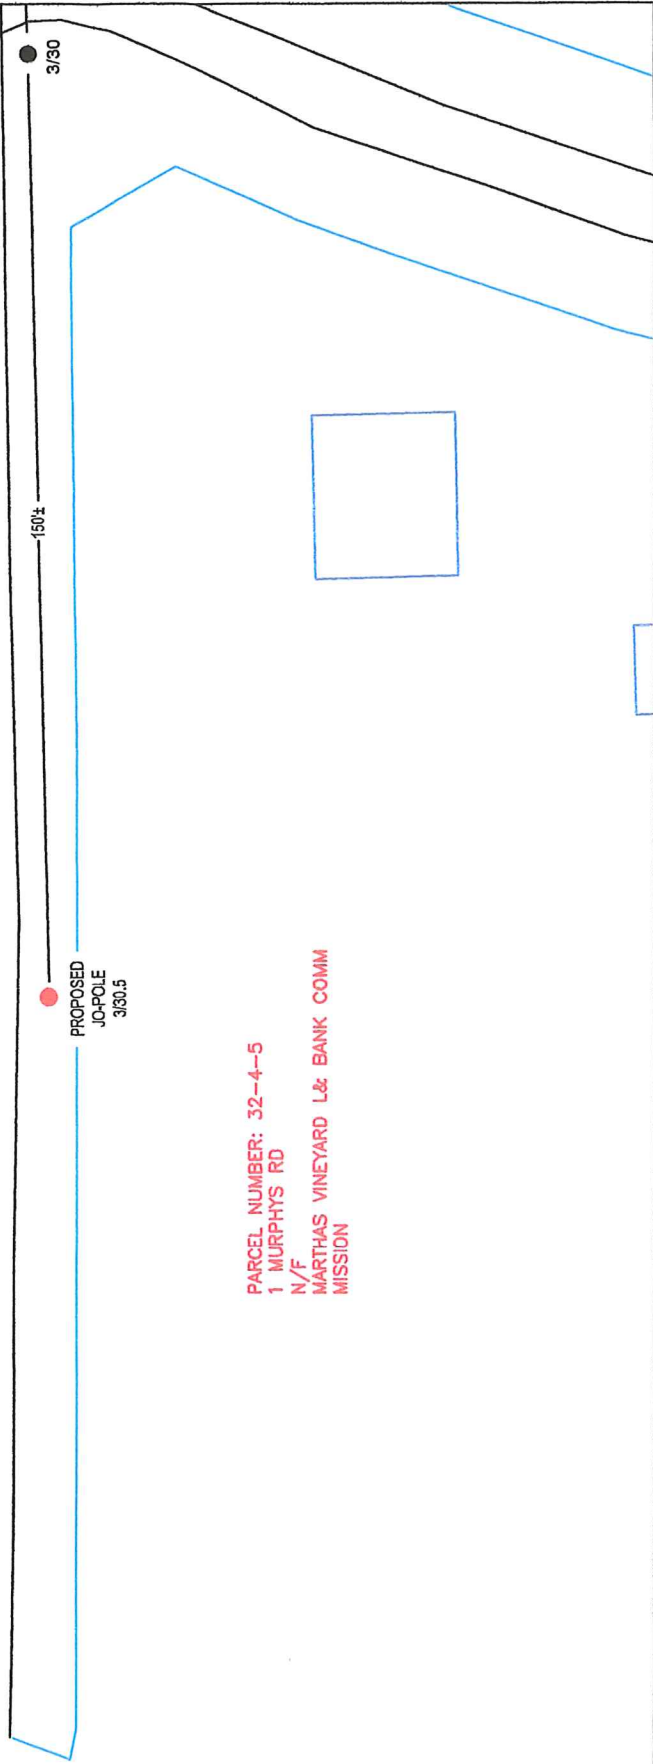 3/30
150'±
PROPOSED
JO-POLE
3/30.5
PARCEL NUMBER: 32-4-5
1 MURPHYS RD
N/F
MARTHAS VINEYARD L& BANK COMM
MISSION